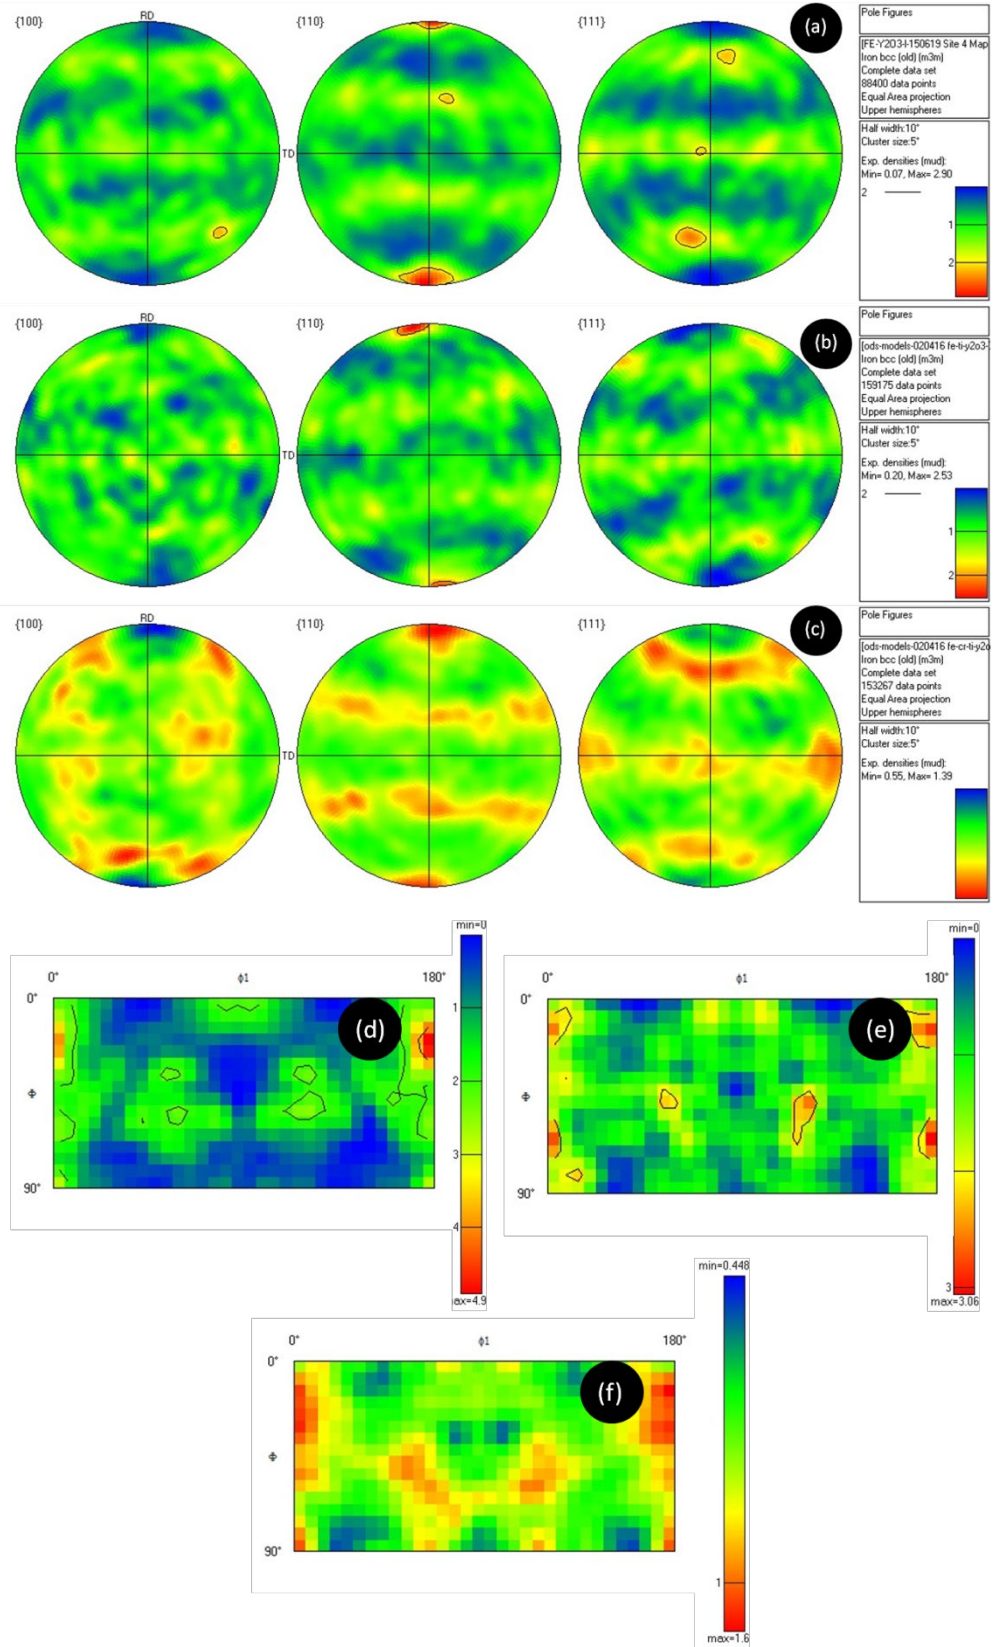 {100}
RD
{110}
{111}
(a)
TD
Pole Figures
[FE-Y2O3-I-150619 Site 4 Map
Iron bcc (old) (m3m)
Complete data set
88400 data points
Equal Area projection
Upper hemispheres
Half width:10°
Cluster size:5°
Exp. densities (mud):
Min= 0.07, Max= 2.90
2
1
2
{100}
RD
{110}
{111}
(b)
TD
Pole Figures
[ods-models-020416 fe-ti-y2o3-
Iron bcc (old) (m3m)
Complete data set
159175 data points
Equal Area projection
Upper hemispheres
Half width:10°
Cluster size:5°
Exp. densities (mud):
Min= 0.20, Max= 2.53
2
1
2
{100}
RD
{110}
{111}
(c)
TD
Pole Figures
[ods-models-020416 fe-cr-ti-y2o
Iron bcc (old) (m3m)
Complete data set
153267 data points
Equal Area projection
Upper hemispheres
Half width:10°
Cluster size:5°
Exp. densities (mud):
Min= 0.55, Max= 1.39
min=0
0° ϕ1 180°
0°
(d)
Φ
90°
1
2
3
4
ax=4.9
min=0
0° ϕ1 180°
0°
(e)
Φ
90°
3
max=3.06
min=0.448
0° ϕ1 180°
0°
(f)
Φ
90°
1
max=1.6